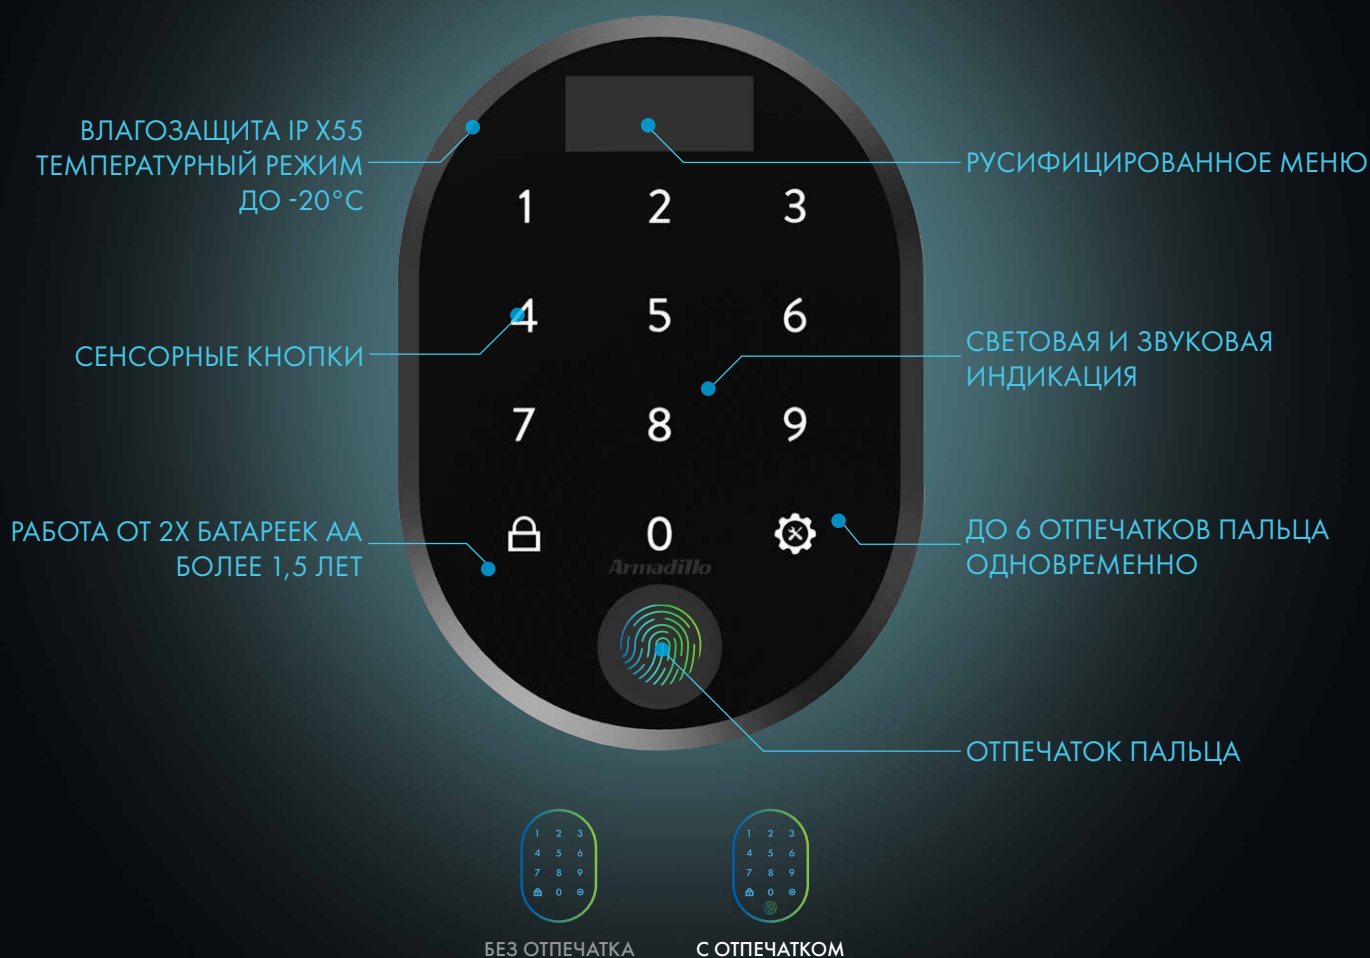 ВЛАГОЗАЩИТА IP X55
ТЕМПЕРАТУРНЫЙ РЕЖИМ
ДО -20°С
РУСИФИЦИРОВАННОЕ МЕНЮ
1 2 3
4 5 6
СЕНСОРНЫЕ КНОПКИ
СВЕТОВАЯ И ЗВУКОВАЯ
ИНДИКАЦИЯ
7 8 9
РАБОТА ОТ 2Х БАТАРЕЕК АА
БОЛЕЕ 1,5 ЛЕТ
0
Armadillo
ДО 6 ОТПЕЧАТКОВ ПАЛЬЦА
ОДНОВРЕМЕННО
ОТПЕЧАТОК ПАЛЬЦА
1 2 3
4 5 6
7 8 9
0
БЕЗ ОТПЕЧАТКА
1 2 3
4 5 6
7 8 9
0
С ОТПЕЧАТКОМ